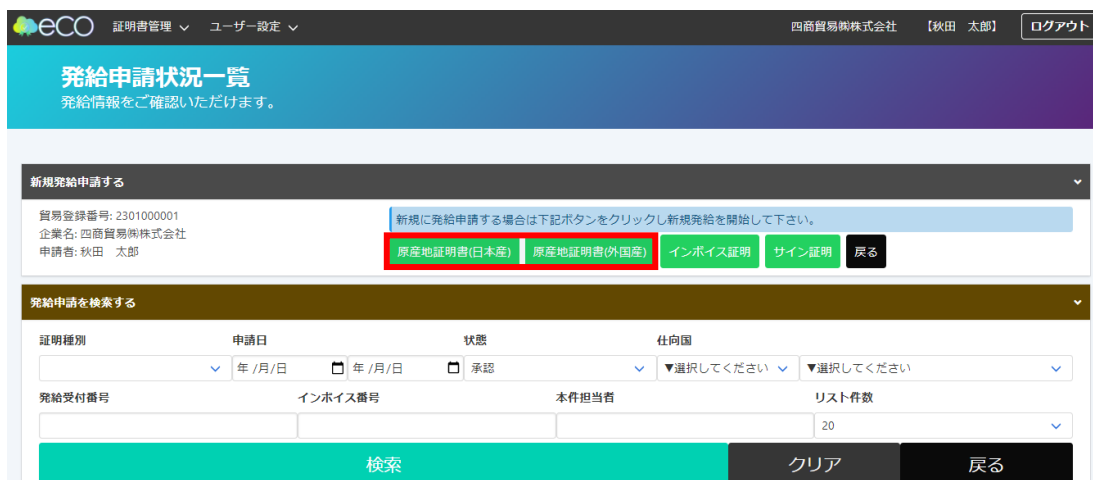 eCO 証明書管理 ユーザー設定 四商貿易㈱株式会社 【秋田 太郎】 ログアウト
発給申請状況一覧
発給情報をご確認いただけます。
新規発給申請する
貿易登録番号: 2301000001
企業名: 四商貿易㈱株式会社
申請者: 秋田 太郎
新規に発給申請する場合は下記ボタンをクリックし新規発給を開始して下さい。
原産地証明書(日本産) 原産地証明書(外国産) インボイス証明 サイン証明 戻る
発給申請を検索する
証明種別 申請日 状態 仕向国
年 /月/日 年 /月/日 承認 ▼選択してください ▼選択してください
発給受付番号 インボイス番号 本件担当者 リスト件数
20
検索 クリア 戻る